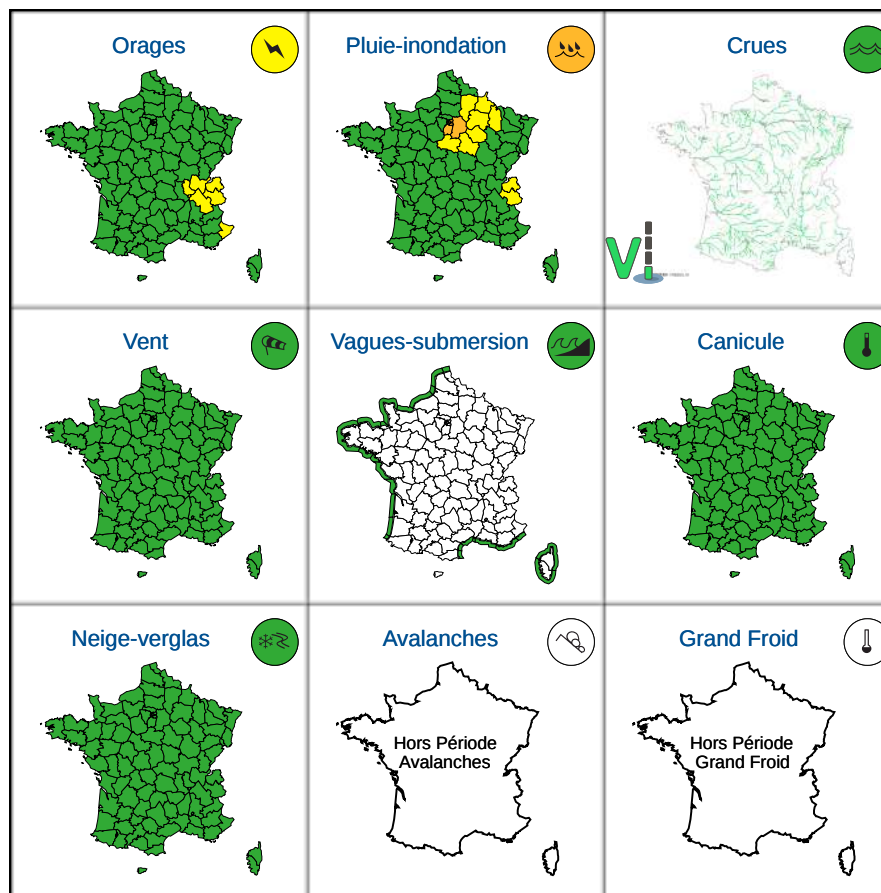 Orages
Pluie-inondation
Crues
Vent
Vagues-submersion
Canicule
Neige-verglas
Avalanches
Grand Froid
Hors Période
Avalanches
Hors Période
Grand Froid